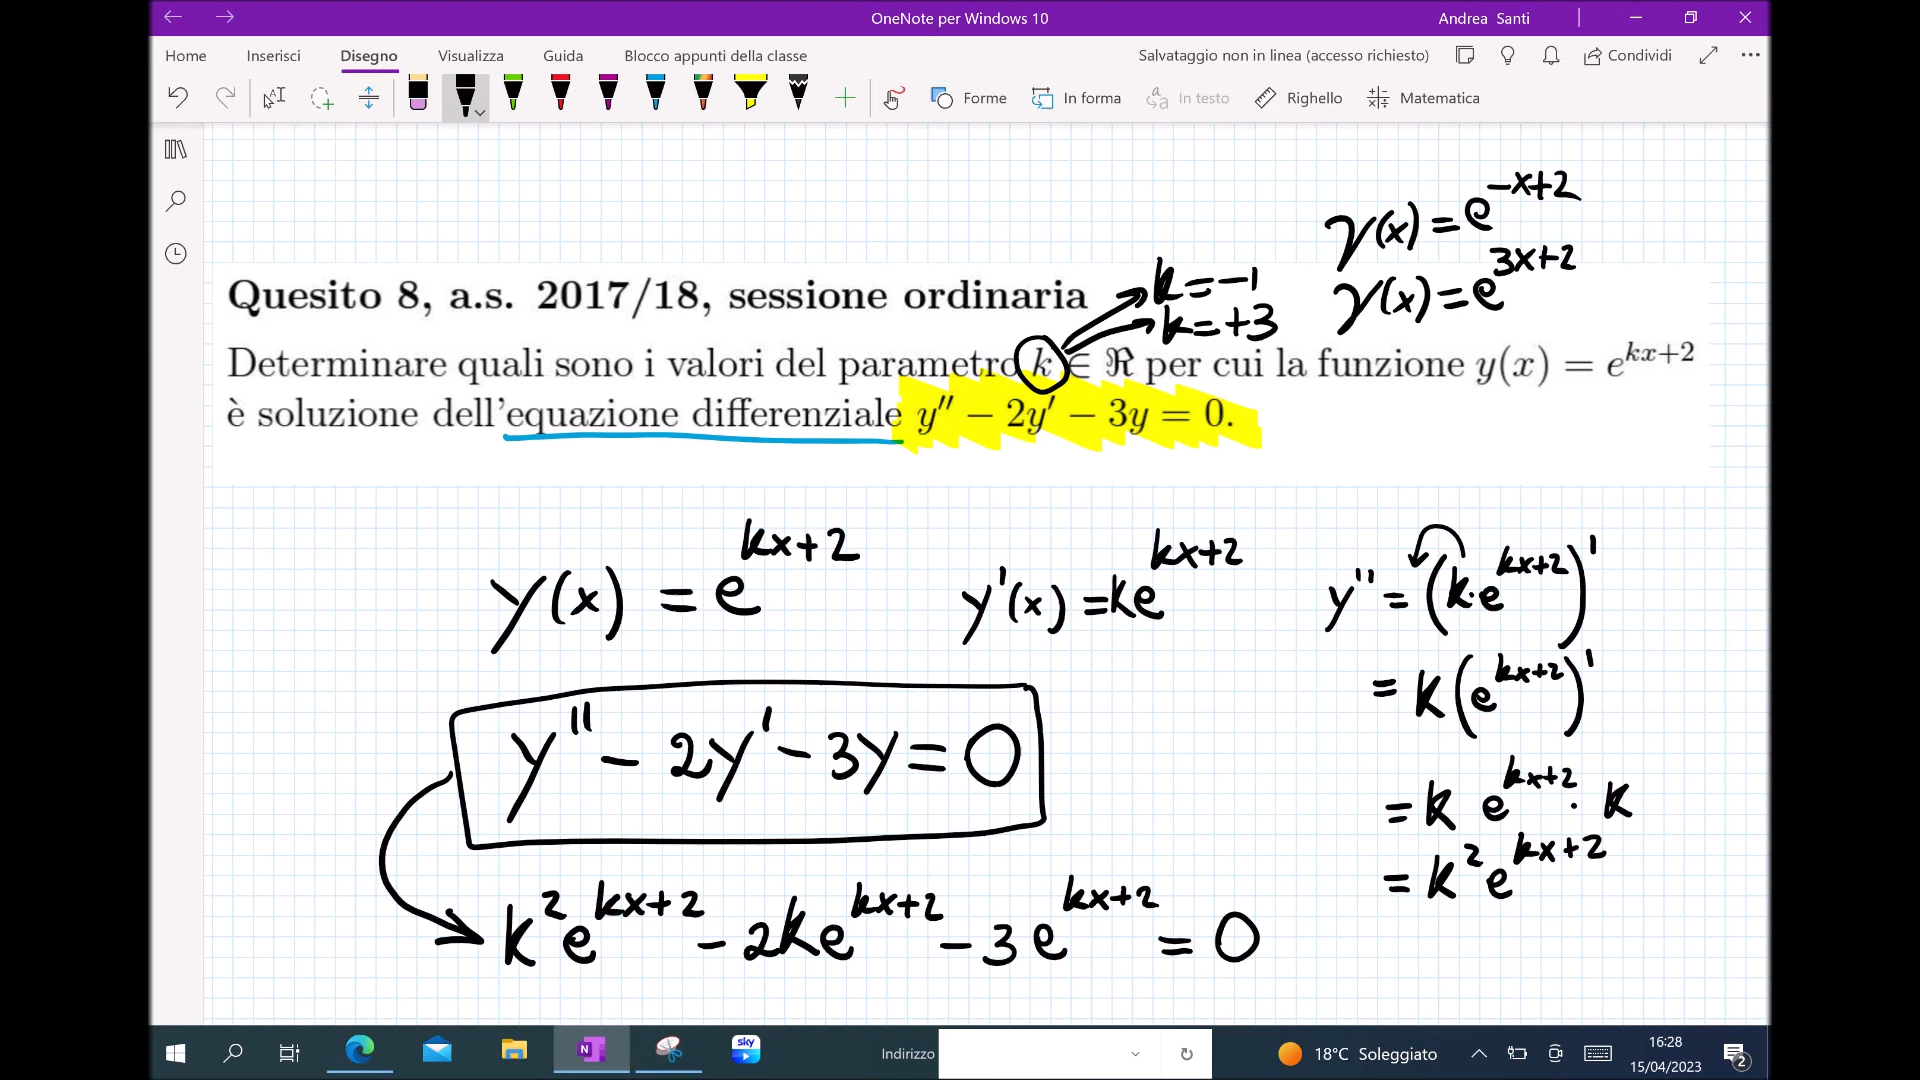 OneNote per Windows 10
Andrea Santi
Home Inserisci Disegno Visualizza Guida Blocco appunti della classe
Salvataggio non in linea (accesso richiesto) Condividi
Forme In forma In testo Righello Matematica
y(x) = e^{-x+2}
y(x) = e^{3x+2}
k=-1
k=+3
Quesito 8, a.s. 2017/18, sessione ordinaria
Determinare quali sono i valori del parametro k ∈ ℜ per cui la funzione y(x) = e^{kx+2}
è soluzione dell'equazione differenziale y'' − 2y' − 3y = 0.
y(x) = e^{kx+2}
y'(x) = ke^{kx+2}
y'' = (k·e^{kx+2})'
= k(e^{kx+2})'
= k e^{kx+2} · k
= k² e^{kx+2}
y'' − 2y' − 3y = 0
k² e^{kx+2} − 2ke^{kx+2} − 3e^{kx+2} = 0
N
sky
Indirizzo
18°C Soleggiato
16:28
15/04/2023
2